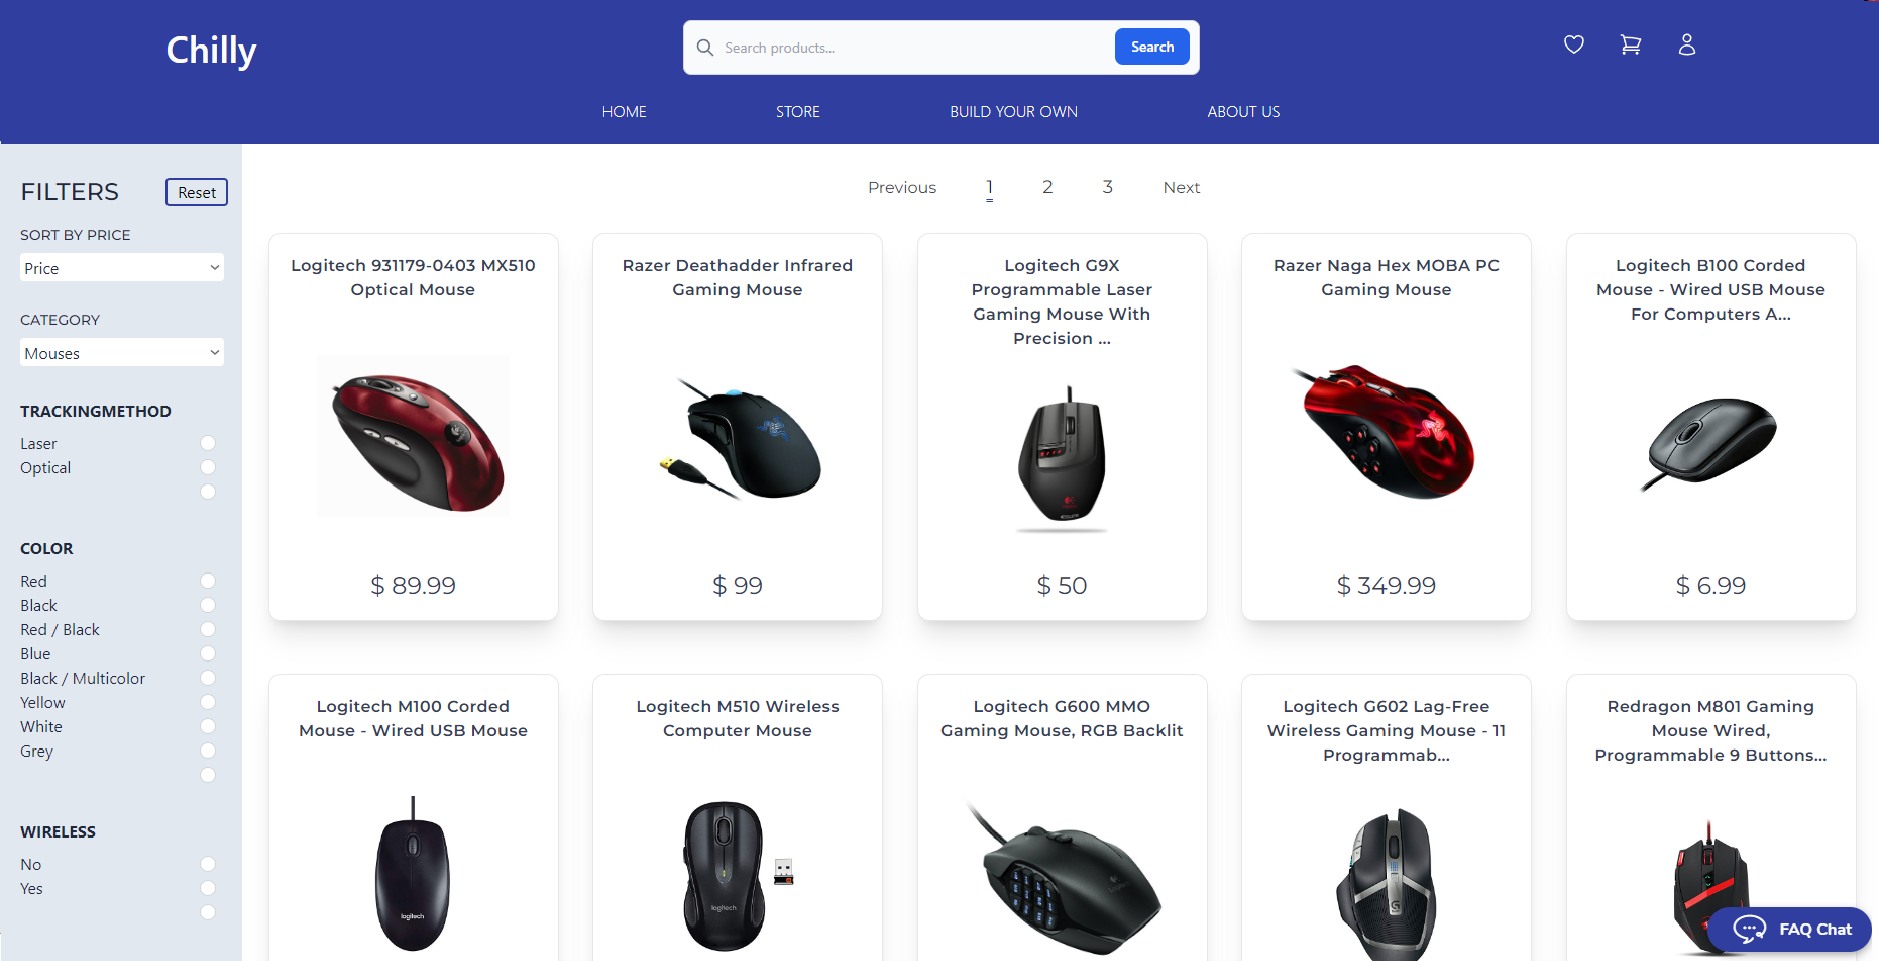 Chilly
Search products...
Search
HOME
STORE
BUILD YOUR OWN
ABOUT US
FILTERS
Reset
SORT BY PRICE
Price
CATEGORY
Mouses
TRACKINGMETHOD
Laser
Optical
COLOR
Red
Black
Red / Black
Blue
Black / Multicolor
Yellow
White
Grey
WIRELESS
No
Yes
Previous
1
2
3
Next
Logitech 931179-0403 MX510
Optical Mouse
$ 89.99
Razer Deathadder Infrared
Gaming Mouse
$ 99
Logitech G9X
Programmable Laser
Gaming Mouse With
Precision ...
$ 50
Razer Naga Hex MOBA PC
Gaming Mouse
$ 349.99
Logitech B100 Corded
Mouse - Wired USB Mouse
For Computers A...
$ 6.99
Logitech M100 Corded
Mouse - Wired USB Mouse
logitech
Logitech M510 Wireless
Computer Mouse
logitech
Logitech G600 MMO
Gaming Mouse, RGB Backlit
Logitech G602 Lag-Free
Wireless Gaming Mouse - 11
Programmab...
Redragon M801 Gaming
Mouse Wired,
Programmable 9 Buttons...
FAQ Chat